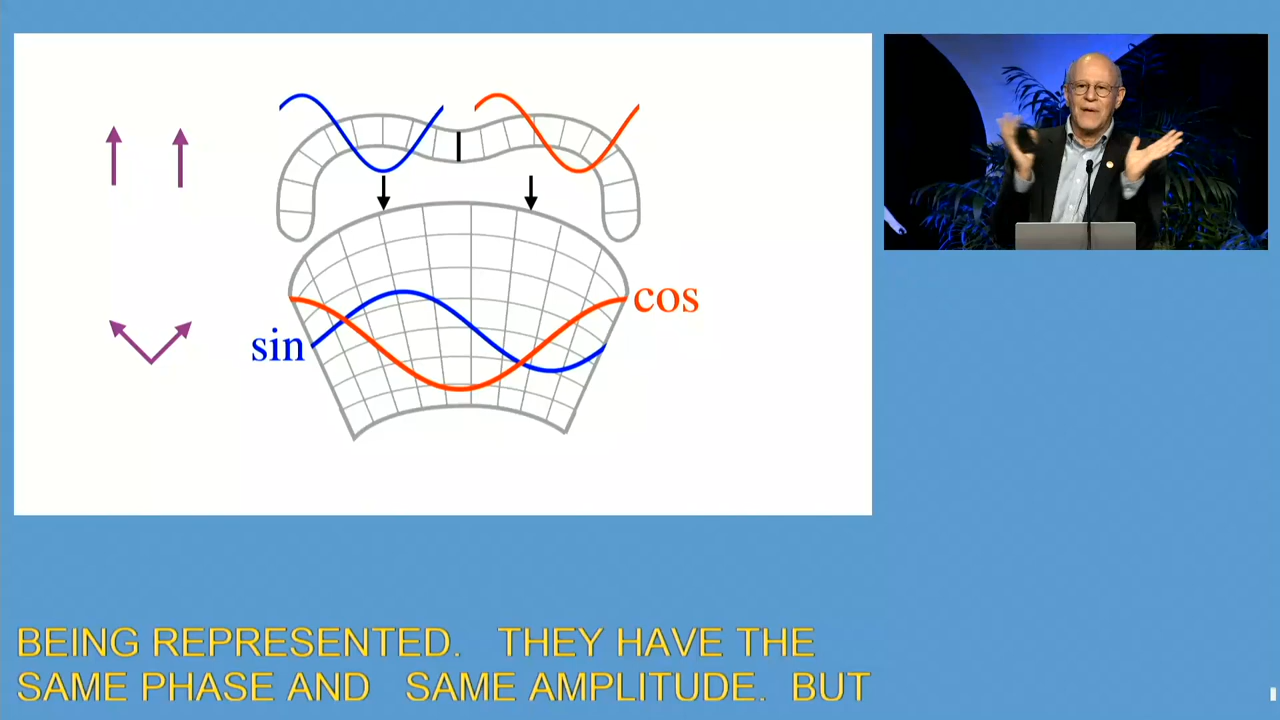 sin
cos
BEING REPRESENTED. THEY HAVE THE
SAME PHASE AND SAME AMPLITUDE. BUT